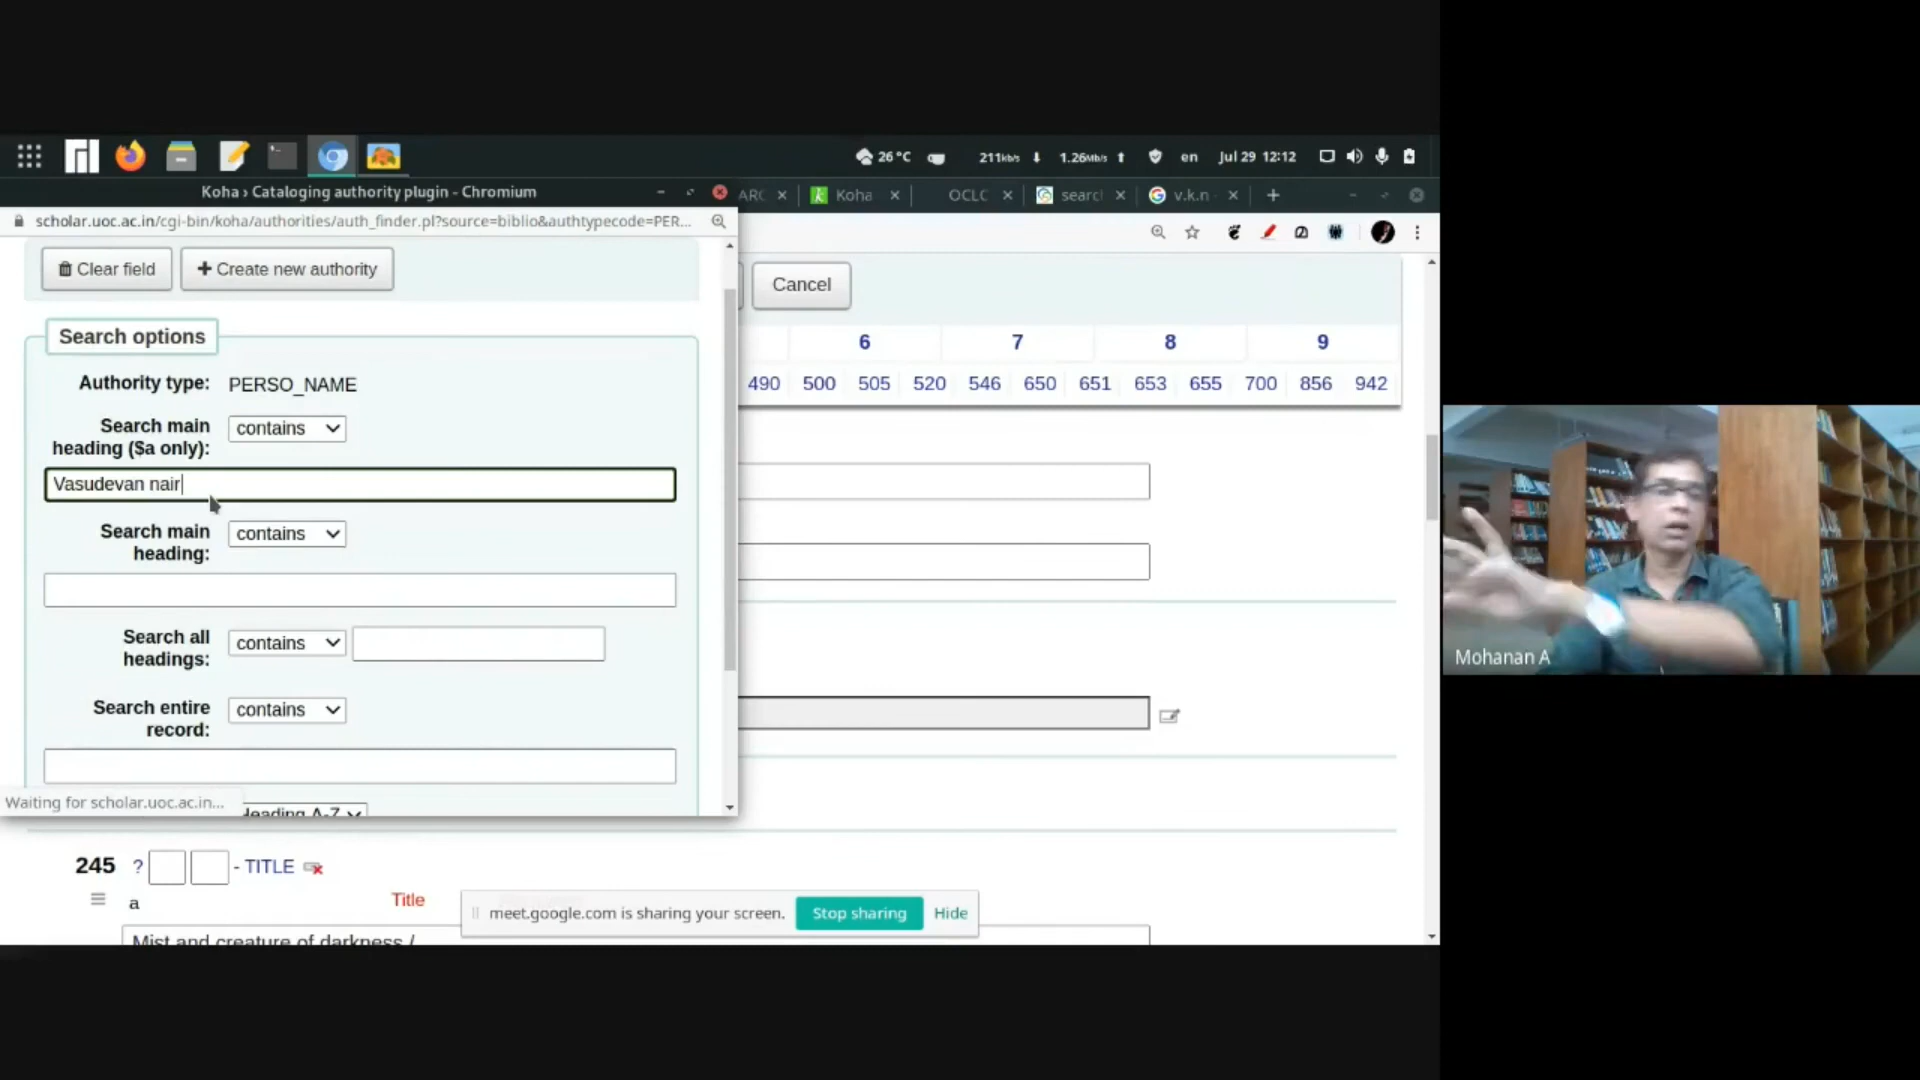 26 °C
211kb/s
1.26Mb/s
en
Jul 29 12:12
Koha › Cataloging authority plugin - Chromium
Koha
OCLC
searc
v.k.n
scholar.uoc.ac.in/cgi-bin/koha/authorities/auth_finder.pl?source=biblio&authtypecode=PER...
Clear field
Create new authority
Cancel
Search options
6 7 8 9
Authority type: PERSO_NAME
490 500 505 520 546 650 651 653 655 700 856 942
Search main
heading ($a only):
contains
Vasudevan nair
Search main
heading:
contains
Search all
headings:
contains
Search entire
record:
contains
Waiting for scholar.uoc.ac.in...
Heading A-Z
245 ? - TITLE
a
Title
Mist and creature of darkness /
meet.google.com is sharing your screen.
Stop sharing
Hide
Mohanan A